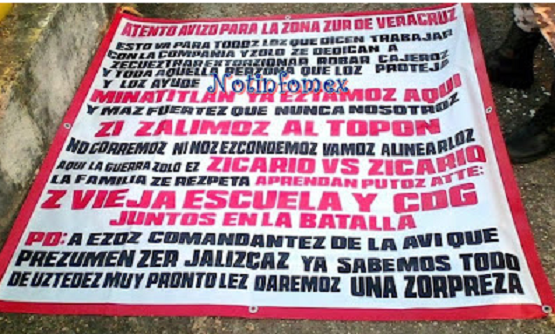 ATENTO AVIZO PARA LA ZONA ZUR DE VERACRUZ
ESTO VA PARA TODOZ LOZ QUE DICEN TRABAJAR
CON LA COMPAÑIA YZOLO ZE DEDICAN A
ZECUEZTRAR EXTORZIONAR ROBAR CAJEROZ
Y TODA AQUELLA PERZONA QUE LOZ PROTEJA
Y LOZ AYUDE
Notinfomex
MINATITLAN YA EZTAMOZ AQUI
Y MAZ FUERTEZ QUE NUNCA NOSOTROZ
ZI ZALIMOZ AL TOPON
NO CORREMOZ NI NOZ EZCONDEMOZ VAMOZ ALINEARLOZ
AQUI LA GUERRA ZOLO EZ ZICARIO VS ZICARIO
LA FAMILIA ZE REZPETA APRENDAN PUTOZ ATTE:
Z VIEJA ESCUELA Y CDG
JUNTOS EN LA BATALLA
PD: A EZOZ COMANDANTEZ DE LA AVI QUE
PREZUMEN ZER JALIZCAZ YA SABEMOS TODO
DE UZTEDEZ MUY PRONTO LEZ DAREMOZ UNA ZORPREZA